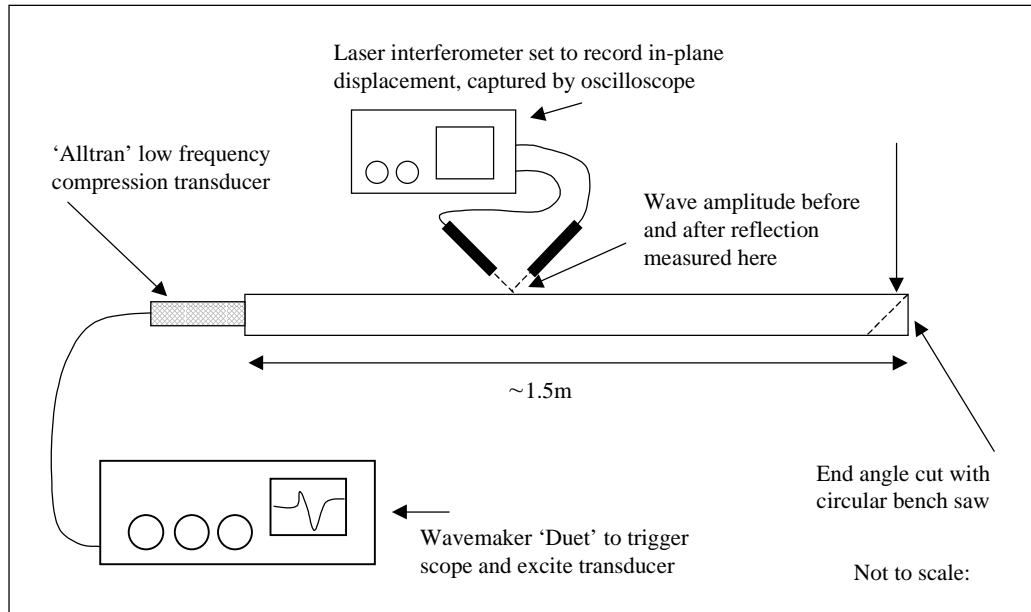 Laser interferometer set to record in-plane
displacement, captured by oscilloscope
‘Alltran’ low frequency
compression transducer
Wave amplitude before
and after reflection
measured here
~1.5m
End angle cut with
circular bench saw
Wavemaker ‘Duet’ to trigger
scope and excite transducer
Not to scale: